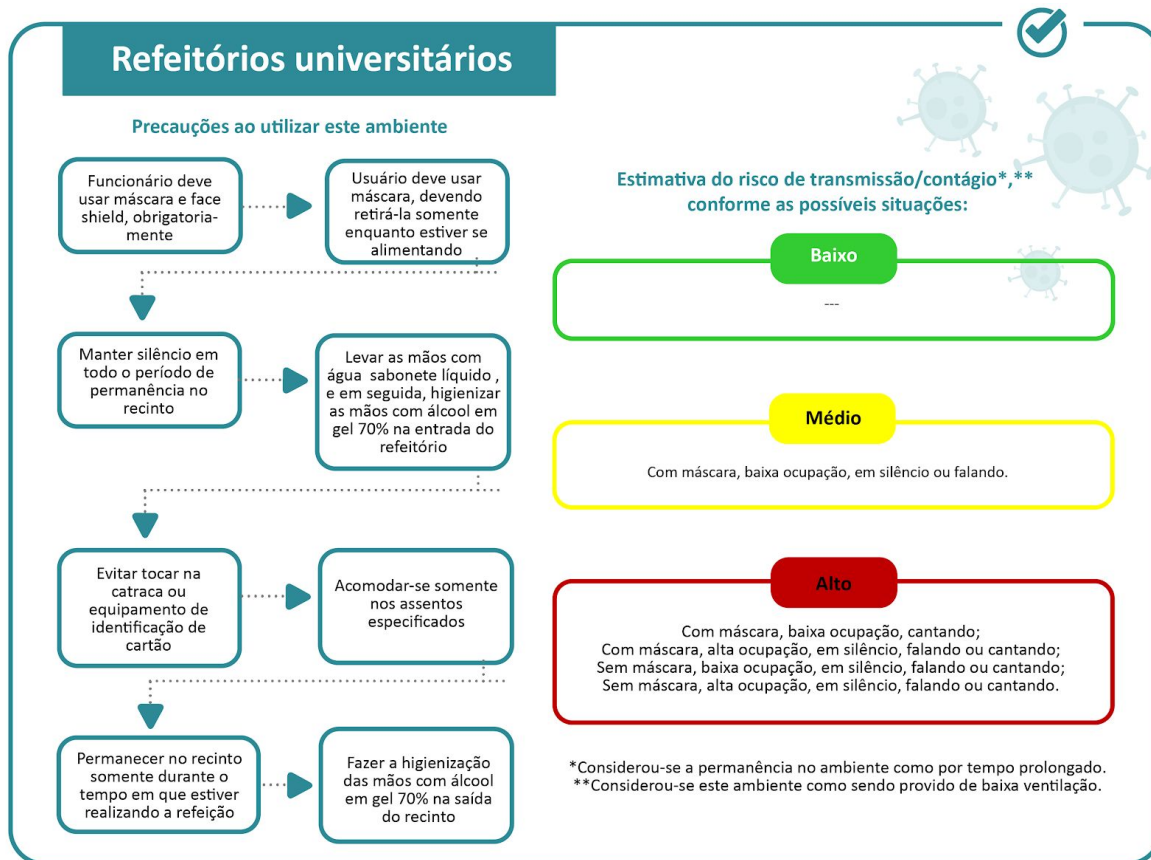 Refeitórios universitários
Precauções ao utilizar este ambiente
Funcionário deve
usar máscara e face
shield, obrigatoria-
mente
Usuário deve usar
máscara, devendo
retirá-la somente
enquanto estiver se
alimentando
Manter silêncio em
todo o período de
permanência no
recinto
Levar as mãos com
água sabonete líquido ,
e em seguida, higienizar
as mãos com álcool em
gel 70% na entrada do
refeitório
Evitar tocar na
catraca ou
equipamento de
identificação de
cartão
Acomodar-se somente
nos assentos
especificados
Permanecer no recinto
somente durante o
tempo em que estiver
realizando a refeição
Fazer a higienização
das mãos com álcool
em gel 70% na saída
do recinto
Estimativa do risco de transmissão/contágio*,**
conforme as possíveis situações:
Baixo
---
Médio
Com máscara, baixa ocupação, em silêncio ou falando.
Alto
Com máscara, baixa ocupação, cantando;
Com máscara, alta ocupação, em silêncio, falando ou cantando;
Sem máscara, baixa ocupação, em silêncio, falando ou cantando;
Sem máscara, alta ocupação, em silêncio, falando ou cantando.
*Considerou-se a permanência no ambiente como por tempo prolongado.
**Considerou-se este ambiente como sendo provido de baixa ventilação.